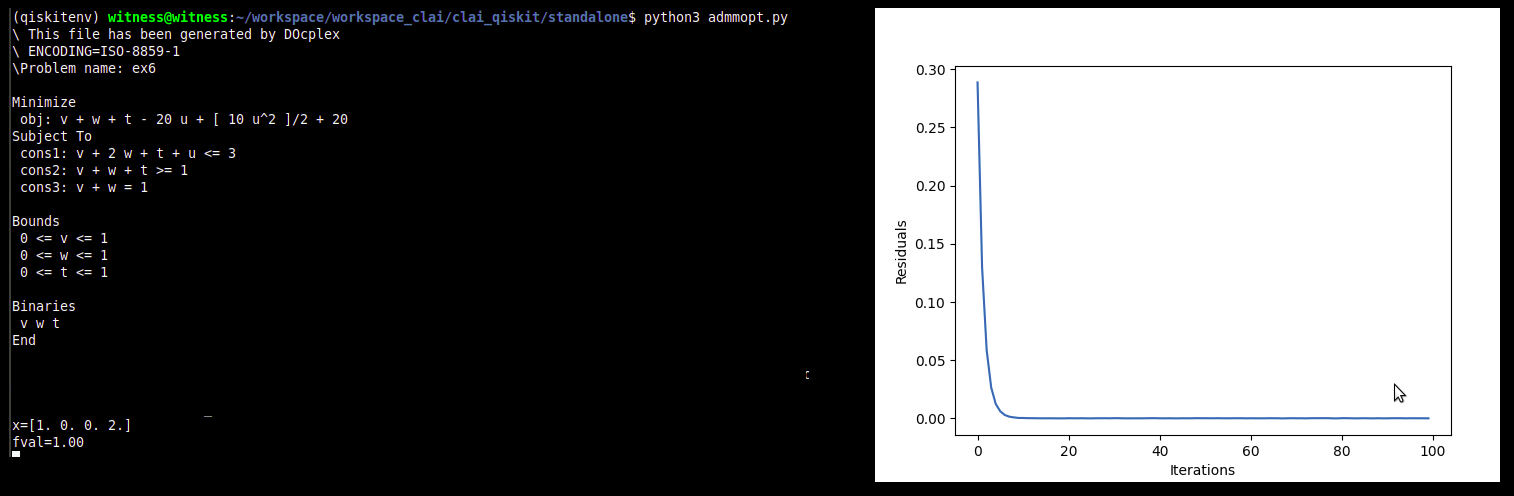 (qiskitenv) witness@witness:~/workspace/workspace_clai/clai_qiskit/standalone$ python3 admmopt.py
\ This file has been generated by DOcplex
\ ENCODING=ISO-8859-1
\Problem name: ex6
Minimize
obj: v + w + t - 20 u + [ 10 u^2 ]/2 + 20
Subject To
cons1: v + 2 w + t + u <= 3
cons2: v + w + t >= 1
cons3: v + w = 1
Bounds
0 <= v <= 1
0 <= w <= 1
0 <= t <= 1
Binaries
v w t
End
x=[1. 0. 0. 2.]
fval=1.00
0.30
0.25
0.20
0.15
0.10
0.05
0.00
Residuals
0 20 40 60 80 100
Iterations